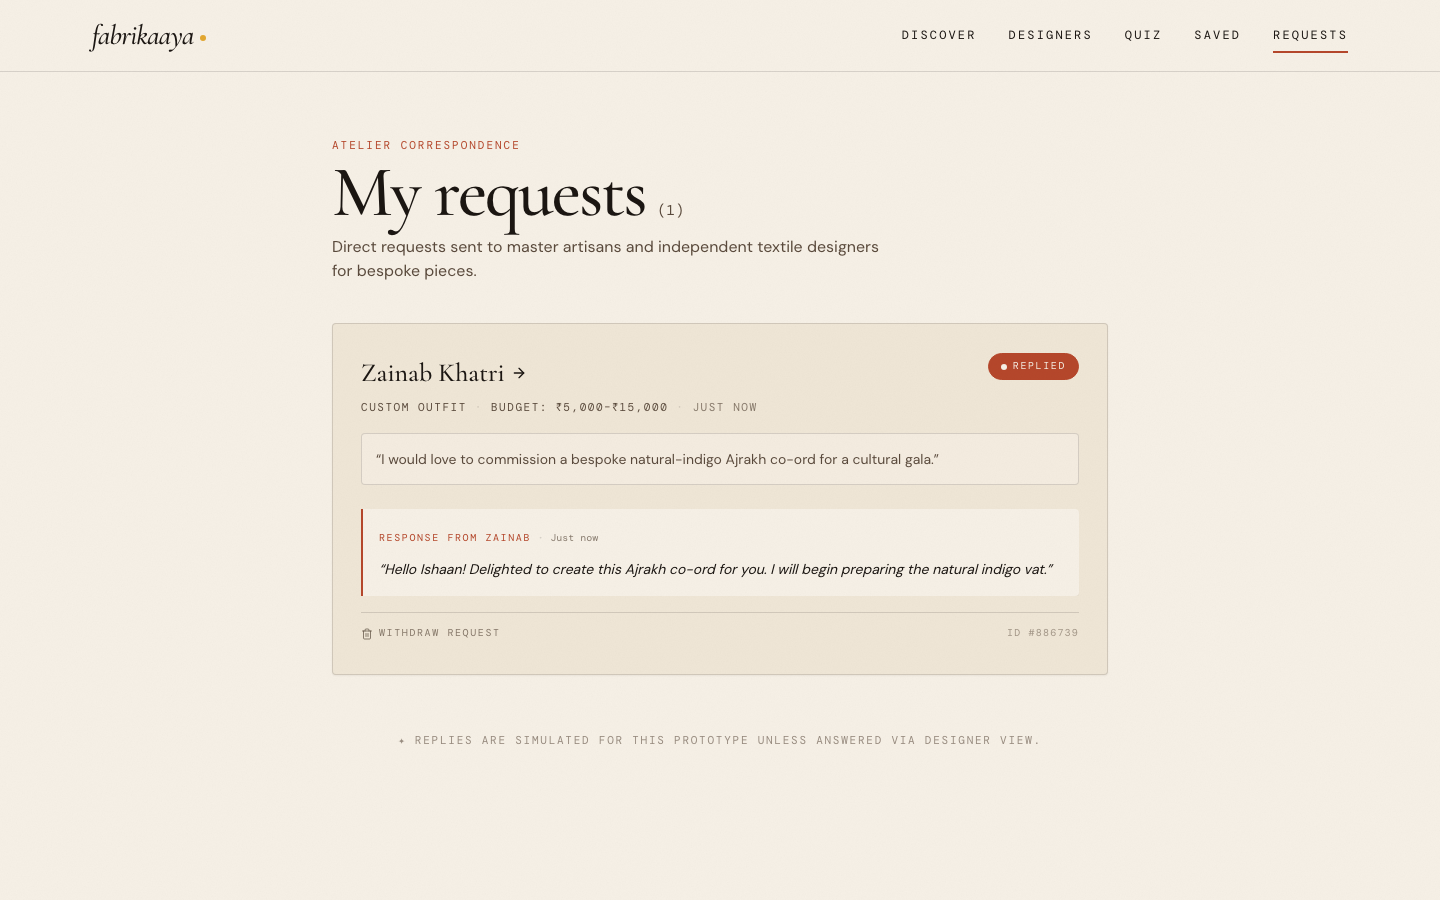 fabrikaaya
DISCOVER DESIGNERS QUIZ SAVED REQUESTS
ATELIER CORRESPONDENCE
My requests (1)
Direct requests sent to master artisans and independent textile designers
for bespoke pieces.
Zainab Khatri →
REPLIED
CUSTOM OUTFIT · BUDGET: ₹5,000–₹15,000 · JUST NOW
“I would love to commission a bespoke natural-indigo Ajrakh co-ord for a cultural gala.”
RESPONSE FROM ZAINAB · Just now
“Hello Ishaan! Delighted to create this Ajrakh co-ord for you. I will begin preparing the natural indigo vat.”
WITHDRAW REQUEST
ID #886739
✦ REPLIES ARE SIMULATED FOR THIS PROTOTYPE UNLESS ANSWERED VIA DESIGNER VIEW.